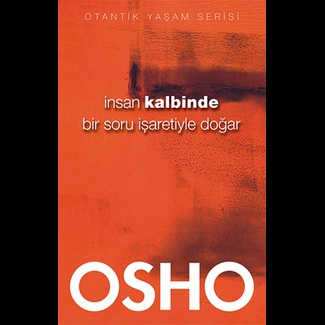 OTANTİK YAŞAM SERİSİ
insan kalbinde
bir soru işaretiyle doğar
OSHO